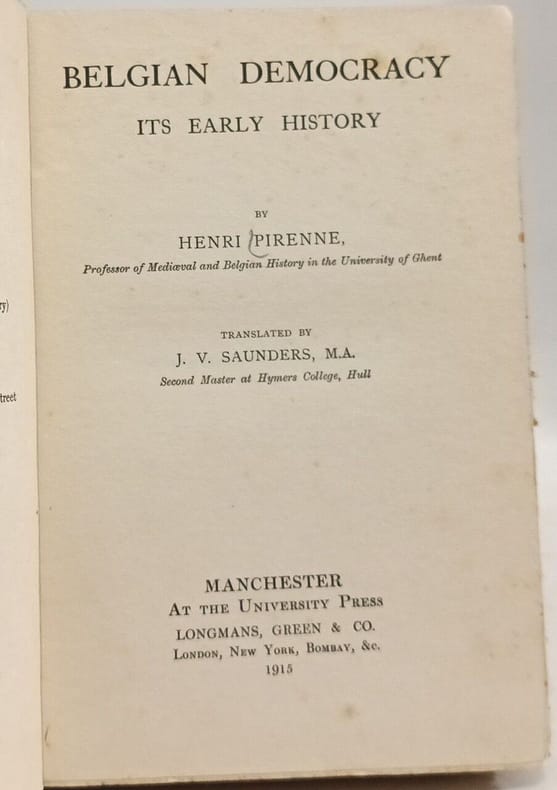 BELGIAN DEMOCRACY
ITS EARLY HISTORY
BY
HENRI PIRENNE,
Professor of Mediæval and Belgian History in the University of Ghent
TRANSLATED BY
J. V. SAUNDERS, M.A.
Second Master at Hymers College, Hull
MANCHESTER
AT THE UNIVERSITY PRESS
LONGMANS, GREEN & CO.
LONDON, NEW YORK, BOMBAY, &c.
1915